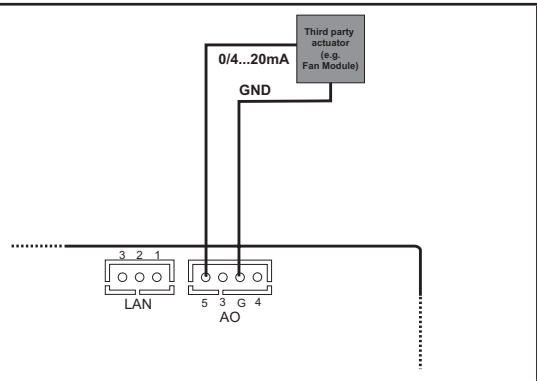 Third party
actuator
(e.g.
Fan Module)
0/4...20mA
GND
3 2 1
LAN
5 3 G 4
AO